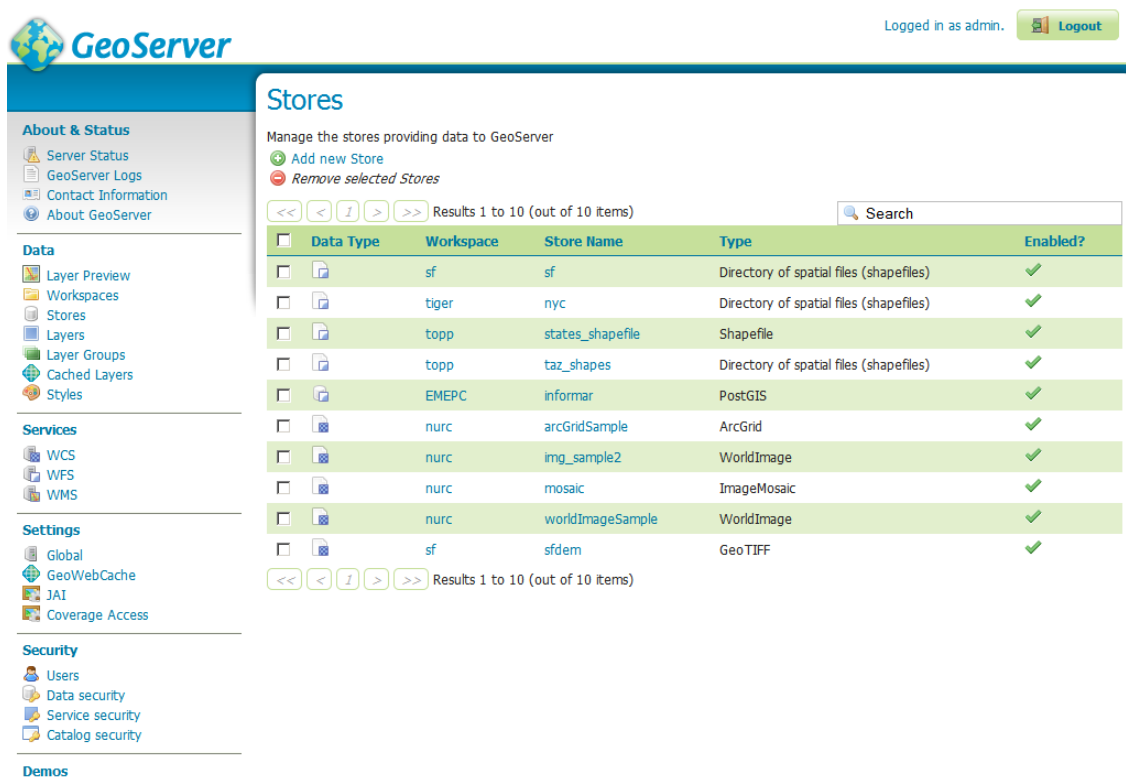 GeoServer
Logged in as admin.
Logout
About & Status
Server Status
GeoServer Logs
Contact Information
About GeoServer
Data
Layer Preview
Workspaces
Stores
Layers
Layer Groups
Cached Layers
Styles
Services
WCS
WFS
WMS
Settings
Global
GeoWebCache
JAI
Coverage Access
Security
Users
Data security
Service security
Catalog security
Demos
Stores
Manage the stores providing data to GeoServer
Add new Store
Remove selected Stores
<< < 1 > >> Results 1 to 10 (out of 10 items) Search
Data Type Workspace Store Name Type Enabled?
sf sf Directory of spatial files (shapefiles)
tiger nyc Directory of spatial files (shapefiles)
topp states_shapefile Shapefile
topp taz_shapes Directory of spatial files (shapefiles)
EMEPC informar PostGIS
nurc arcGridSample ArcGrid
nurc img_sample2 WorldImage
nurc mosaic ImageMosaic
nurc worldImageSample WorldImage
sf sfdem GeoTIFF
<< < 1 > >> Results 1 to 10 (out of 10 items)